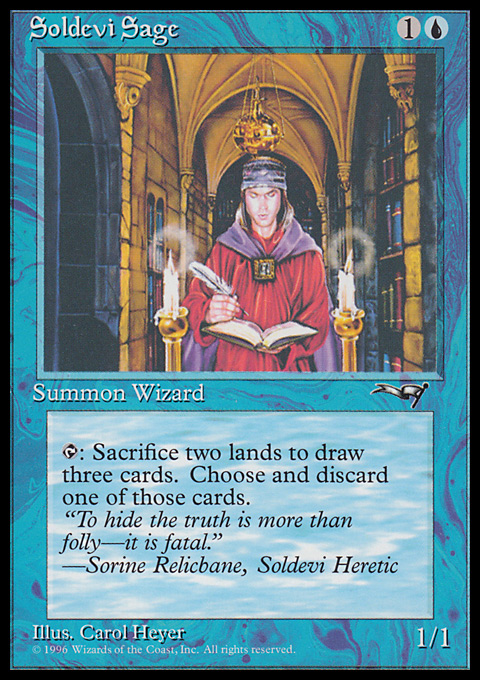 Soldevi Sage 1
Summon Wizard
: Sacrifice two lands to draw
three cards. Choose and discard
one of those cards.
“To hide the truth is more than
folly—it is fatal.”
—Sorine Relicbane, Soldevi Heretic
Illus. Carol Heyer
1/1
© 1996 Wizards of the Coast, Inc. All rights reserved.